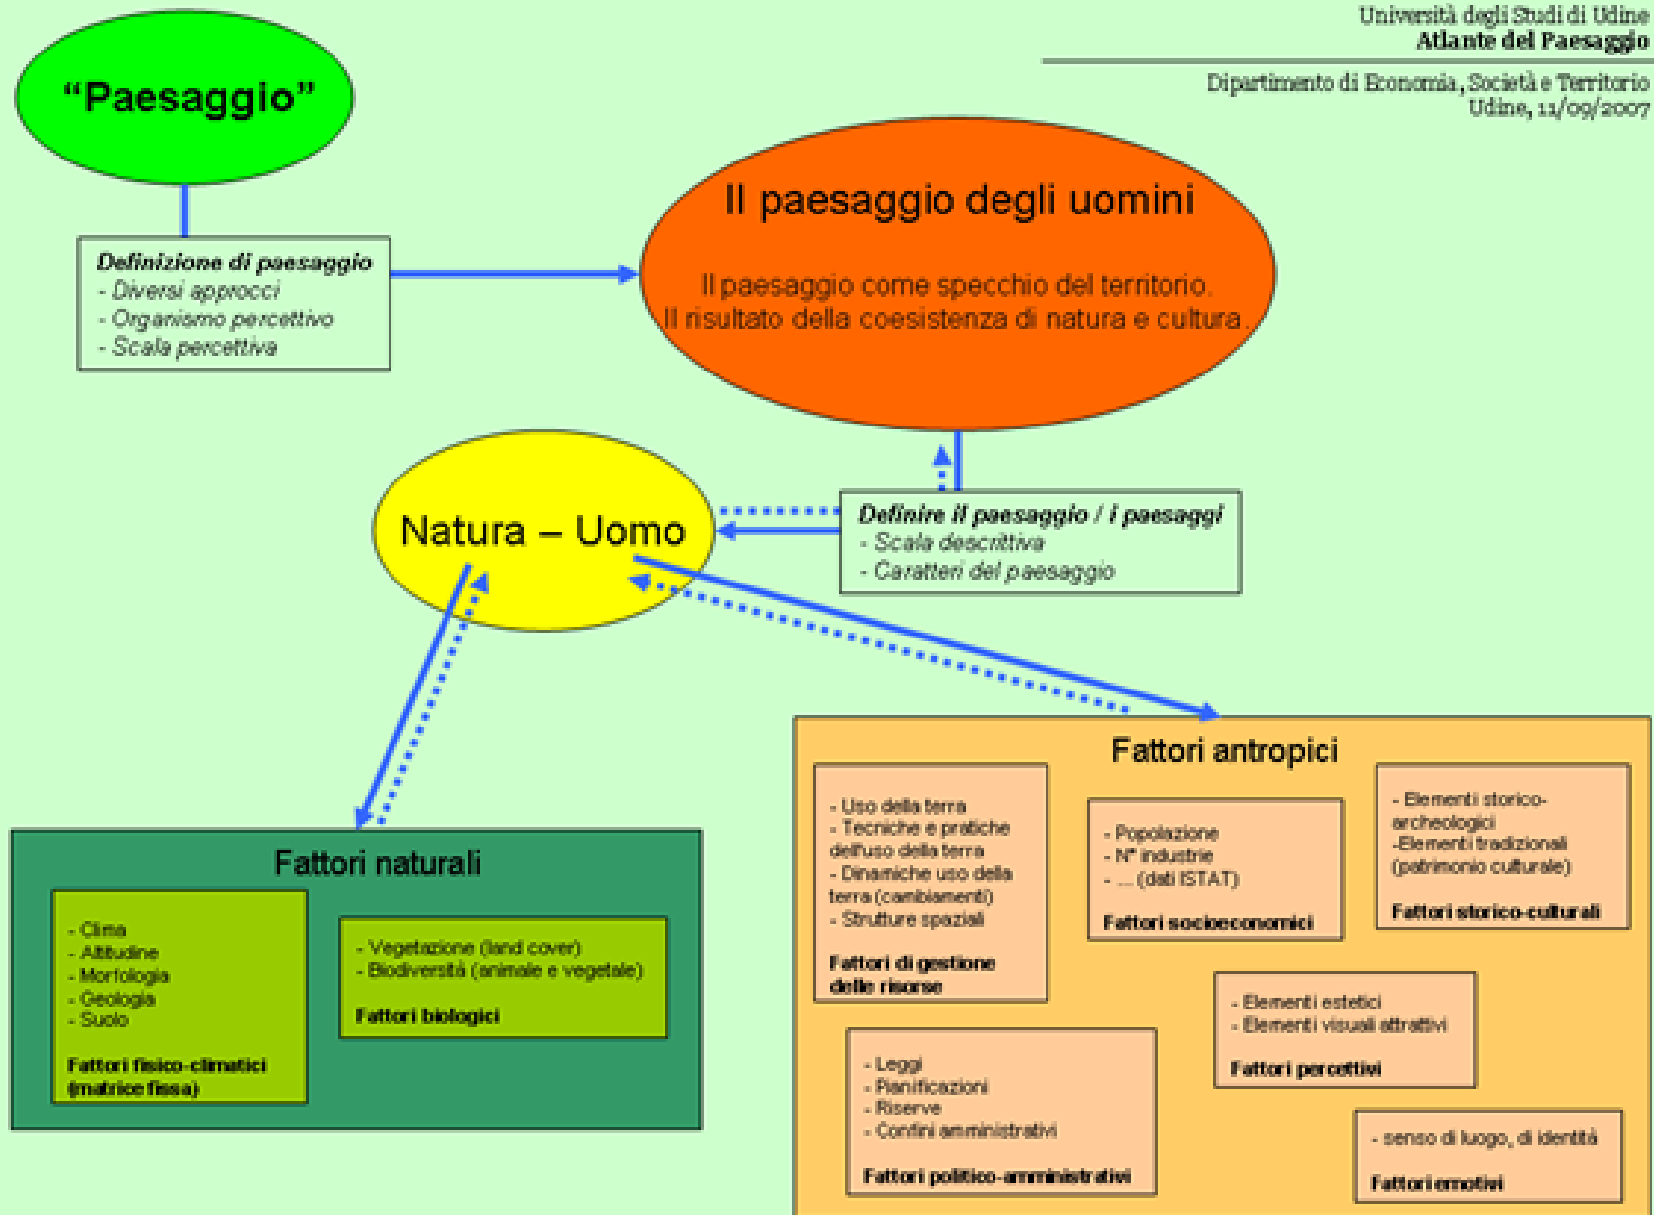 Università degli Studi di Udine
Atlante del Paesaggio
Dipartimento di Economia, Società e Territorio
Udine, 11/09/2007
“Paesaggio”
Definizione di paesaggio
- Diversi approcci
- Organismo percettivo
- Scala percettiva
Il paesaggio degli uomini
Il paesaggio come specchio del territorio.
Il risultato della coesistenza di natura e cultura.
Natura – Uomo
Definire il paesaggio / i paesaggi
- Scala descrittiva
- Caratteri del paesaggio
Fattori naturali
- Clima
- Altitudine
- Morfologia
- Geologia
- Suolo
Fattori fisico-climatici
(matrice fissa)
- Vegetazione (land cover)
- Biodiversità (animale e vegetale)
Fattori biologici
Fattori antropici
- Uso della terra
- Tecniche e pratiche
dell'uso della terra
- Dinamiche uso della
terra (cambiamenti)
- Strutture spaziali
Fattori di gestione
delle risorse
- Popolazione
- N° industrie
- ... (dati ISTAT)
Fattori socioeconomici
- Elementi storico-
archeologici
-Elementi tradizionali
(patrimonio culturale)
Fattori storico-culturali
- Elementi estetici
- Elementi visuali attrattivi
Fattori percettivi
- Leggi
- Pianificazioni
- Riserve
- Confini amministrativi
Fattori politico-amministrativi
- senso di luogo, di identità
Fattori emotivi